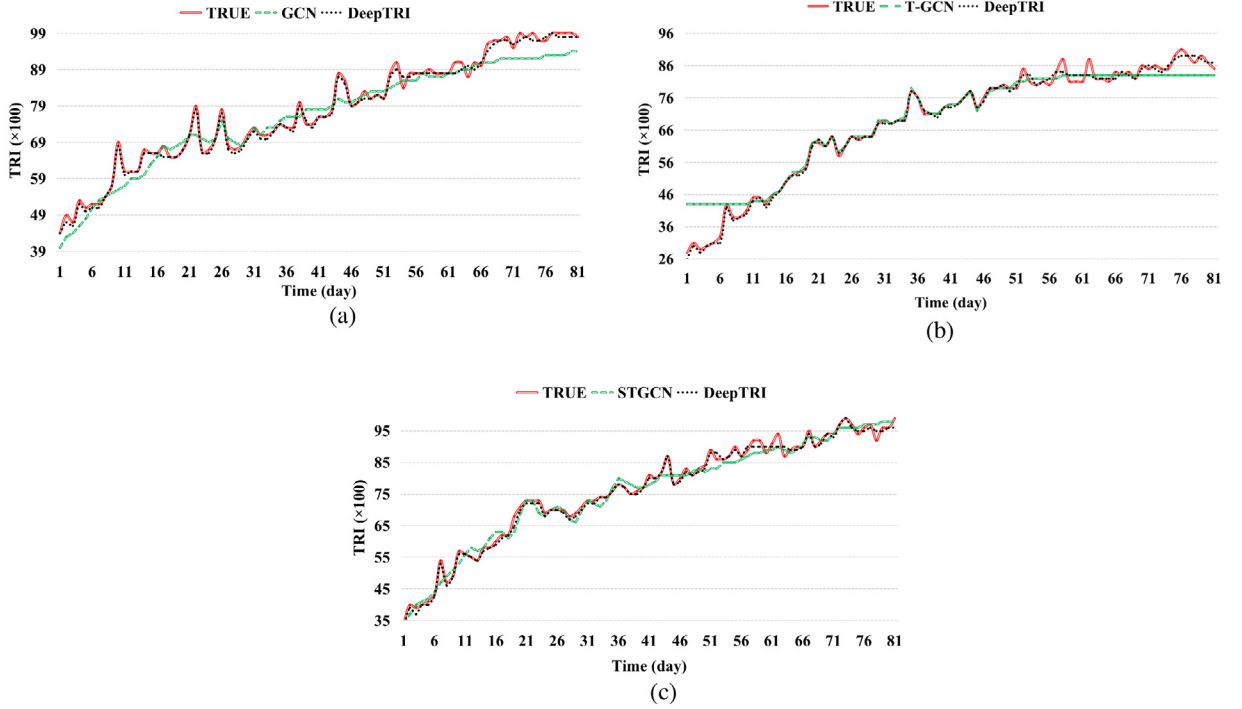 TRUE GCN DeepTRI
99
89
79
69
59
49
39
TRI (×100)
1 6 11 16 21 26 31 36 41 46 51 56 61 66 71 76 81
Time (day)
(a)
TRUE T-GCN DeepTRI
96
86
76
66
56
46
36
26
TRI (×100)
1 6 11 16 21 26 31 36 41 46 51 56 61 66 71 76 81
Time (day)
(b)
TRUE STGCN DeepTRI
95
85
75
65
55
45
35
TRI (×100)
1 6 11 16 21 26 31 36 41 46 51 56 61 66 71 76 81
Time (day)
(c)